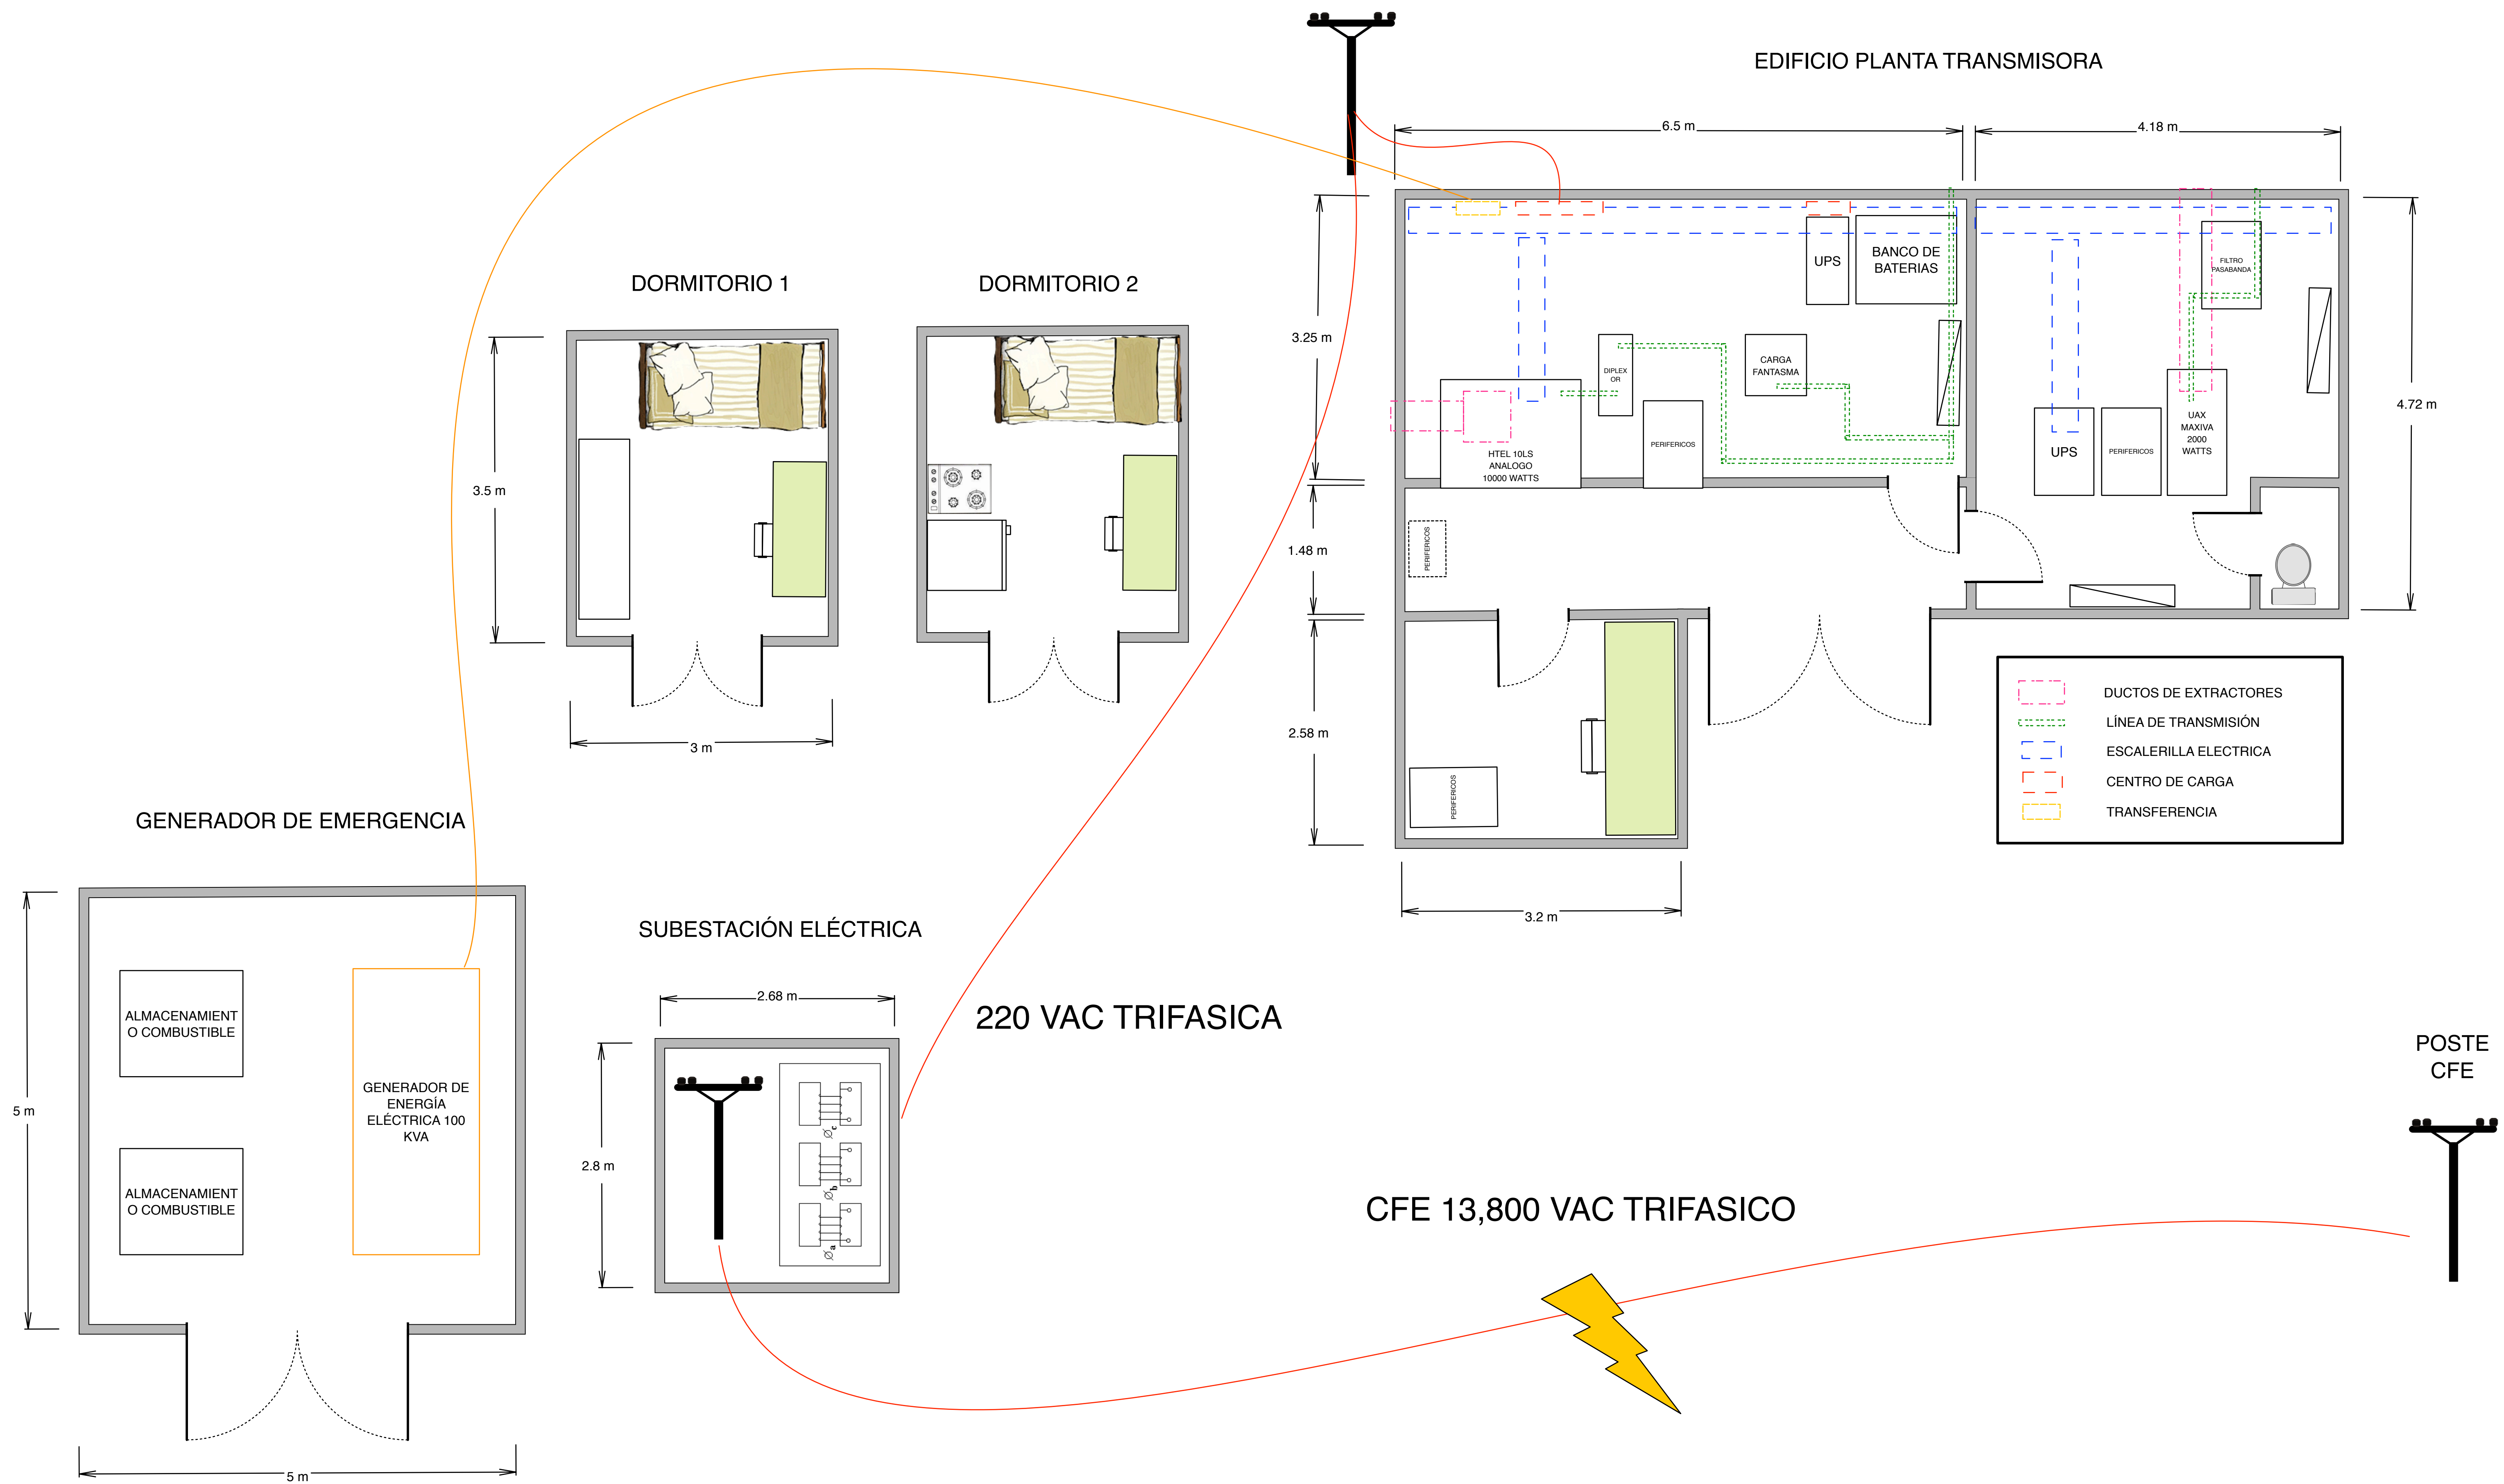 EDIFICIO PLANTA TRANSMISORA
6.5 m
4.18 m
3.25 m
1.48 m
2.58 m
4.72 m
3.2 m
UPS
BANCO DE
BATERIAS
DIPLEX
OR
CARGA
FANTASMA
PERIFERICOS
HTEL 10LS
ANALOGO
10000 WATTS
PERIFERICOS
PERIFERICOS
FILTRO
PASABANDA
UPS
PERIFERICOS
UAX
MAXIVA
2000
WATTS
DUCTOS DE EXTRACTORES
LÍNEA DE TRANSMISIÓN
ESCALERILLA ELECTRICA
CENTRO DE CARGA
TRANSFERENCIA
DORMITORIO 1
DORMITORIO 2
3.5 m
3 m
GENERADOR DE EMERGENCIA
ALMACENAMIENT
O COMBUSTIBLE
ALMACENAMIENT
O COMBUSTIBLE
GENERADOR DE
ENERGÍA
ELÉCTRICA 100
KVA
5 m
5 m
SUBESTACIÓN ELÉCTRICA
2.68 m
2.8 m
Øc
Øb
Øa
220 VAC TRIFASICA
CFE 13,800 VAC TRIFASICO
POSTE
CFE